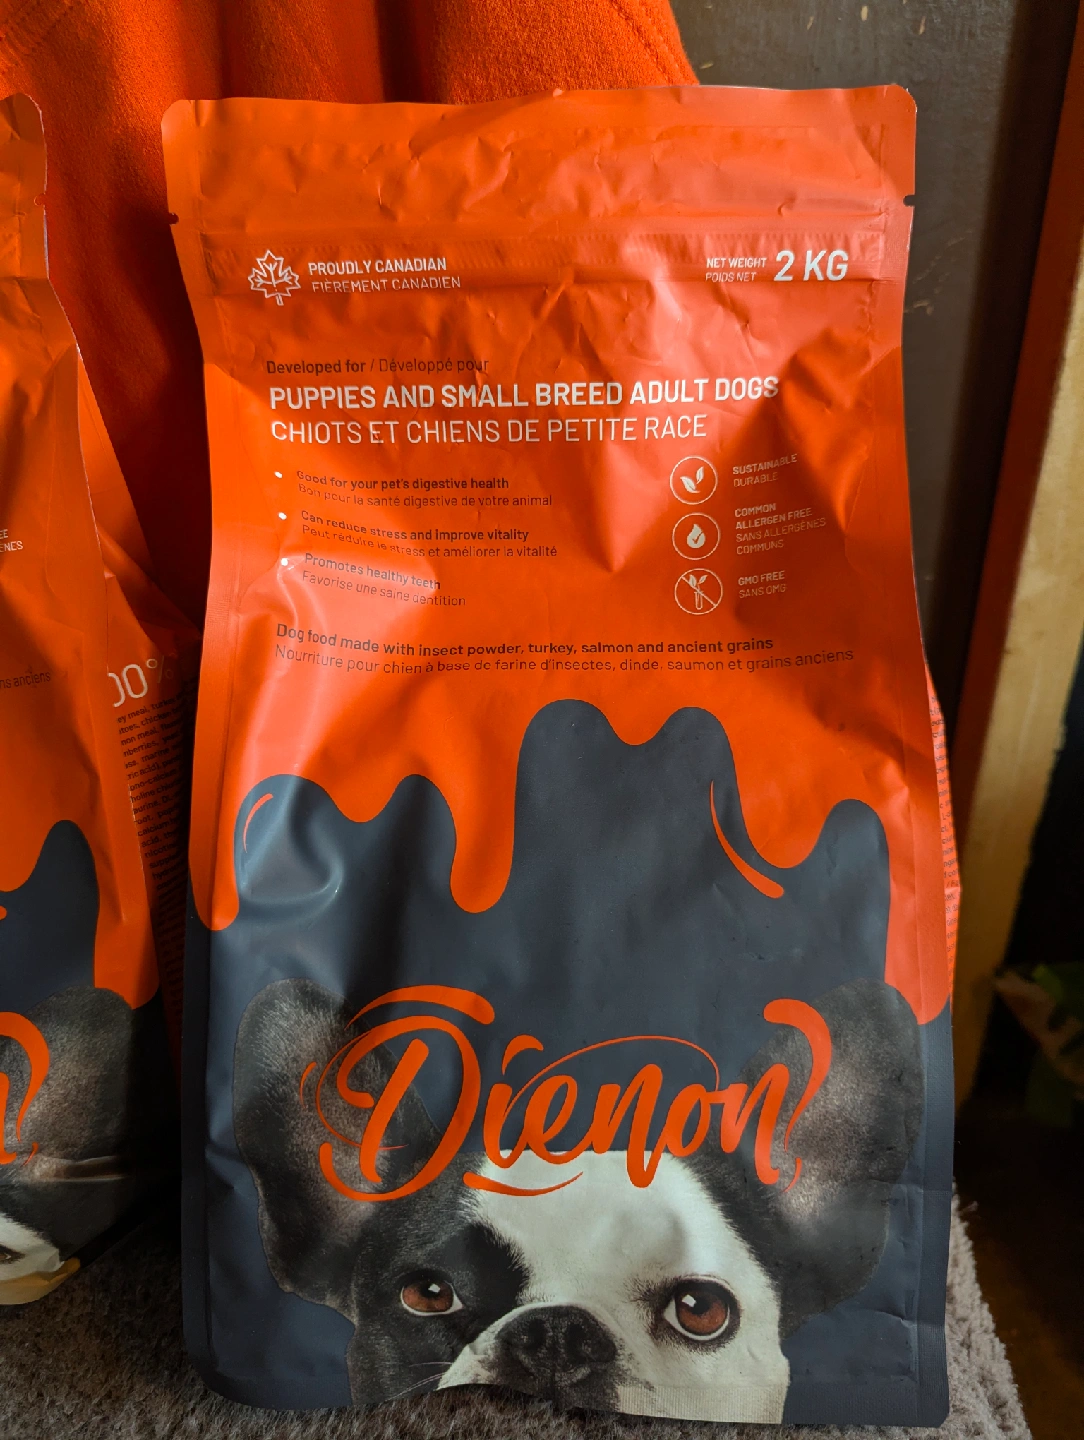 PROUDLY CANADIAN
FIÈREMENT CANADIEN
NET WEIGHT
POIDS NET
2 KG
Developed for / Développé pour
PUPPIES AND SMALL BREED ADULT DOGS
CHIOTS ET CHIENS DE PETITE RACE
Good for your pet's digestive health
Bon pour la santé digestive de votre animal
Can reduce stress and improve vitality
Peut réduire le stress et améliorer la vitalité
Promotes healthy teeth
Favorise une saine dentition
SUSTAINABLE
DURABLE
COMMON
ALLERGEN FREE
SANS ALLERGÈNES
COMMUNS
GMO FREE
SANS OMG
Dog food made with insect powder, turkey, salmon and ancient grains
Nourriture pour chien à base de farine d'insectes, dinde, saumon et grains anciens
Dienon